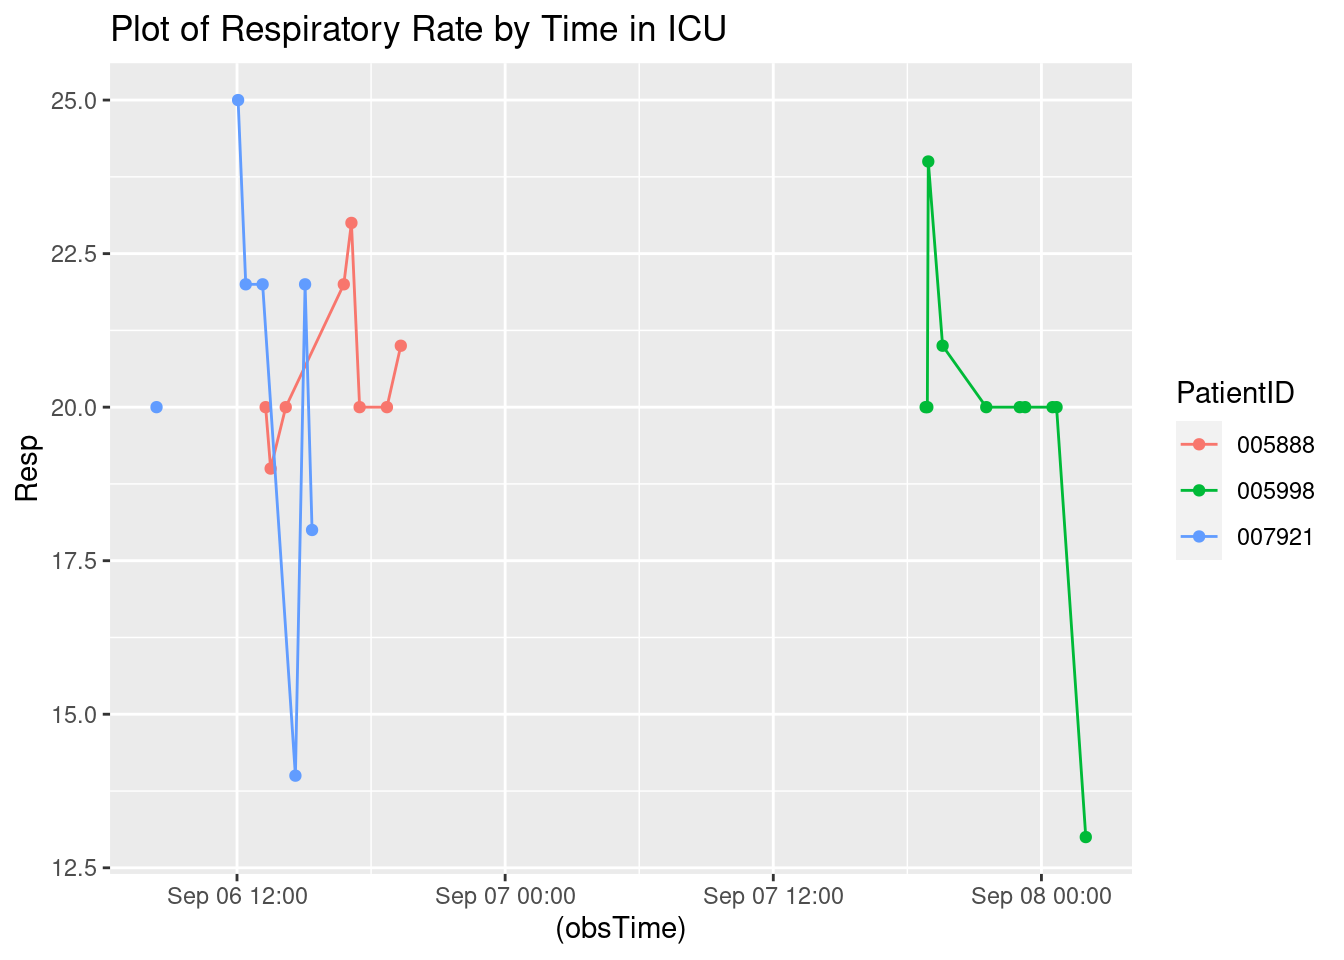 Plot of Respiratory Rate by Time in ICU
25.0
22.5
20.0
17.5
15.0
12.5
Resp
Sep 06 12:00
Sep 07 00:00
Sep 07 12:00
Sep 08 00:00
(obsTime)
PatientID
005888
005998
007921